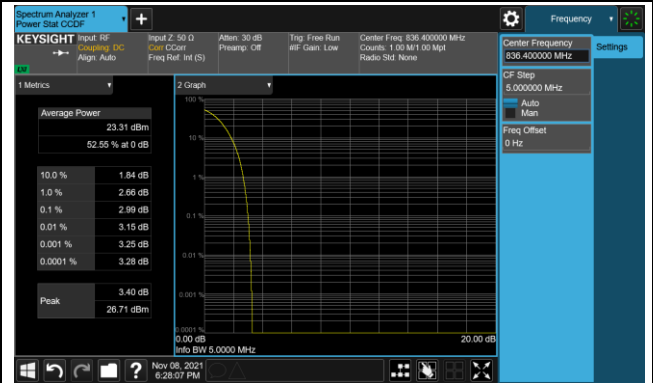 Spectrum Analyzer 1
Power Stat CCDF
Frequency
KEYSIGHT
Input: RF
Coupling: DC
Align: Auto
Input Z: 50 Ω
Corr CCorr
Freq Ref: Int (S)
Atten: 30 dB
Preamp: Off
Trig: Free Run
#IF Gain: Low
Center Freq: 836.400000 MHz
Counts: 1.00 M/1.00 Mpt
Radio Std: None
LXI
Center Frequency
836.400000 MHz
Settings
CF Step
5.000000 MHz
Auto
Man
Freq Offset
0 Hz
1 Metrics
Average Power
23.31 dBm
52.55 % at 0 dB
10.0 % 1.84 dB
1.0 % 2.66 dB
0.1 % 2.99 dB
0.01 % 3.15 dB
0.001 % 3.25 dB
0.0001 % 3.28 dB
Peak
3.40 dB
26.71 dBm
2 Graph
100 %
10 %
1 %
0.1 %
0.01 %
0.001 %
0.0001 %
0.00 dB 20.00 dB
Info BW 5.0000 MHz
?
Nov 08, 2021
6:28:07 PM